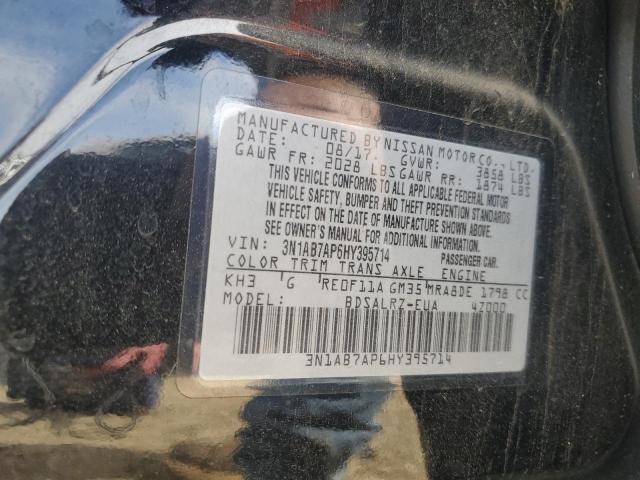 MANUFACTURED BY NISSAN MOTOR CO., LTD.
DATE: 08/17. GVWR: 3858 LBS
GAWR FR: 2028 LBS GAWR RR: 1874 LBS
THIS VEHICLE CONFORMS TO ALL APPLICABLE FEDERAL MOTOR
VEHICLE SAFETY, BUMPER AND THEFT PREVENTION STANDARDS
IN EFFECT ON THE DATE OF MANUFACTURE SHOWN ABOVE.
SEE OWNER'S MANUAL FOR ADDITIONAL INFORMATION.
VIN: 3N1AB7AP6HY395714 PASSENGER CAR.
COLOR TRIM TRANS AXLE ENGINE
KH3 G RE0F11A GM35 MRA8DE 1798 CC
MODEL: BDSALRZ-EUA 4Z000
3N1AB7AP6HY395714